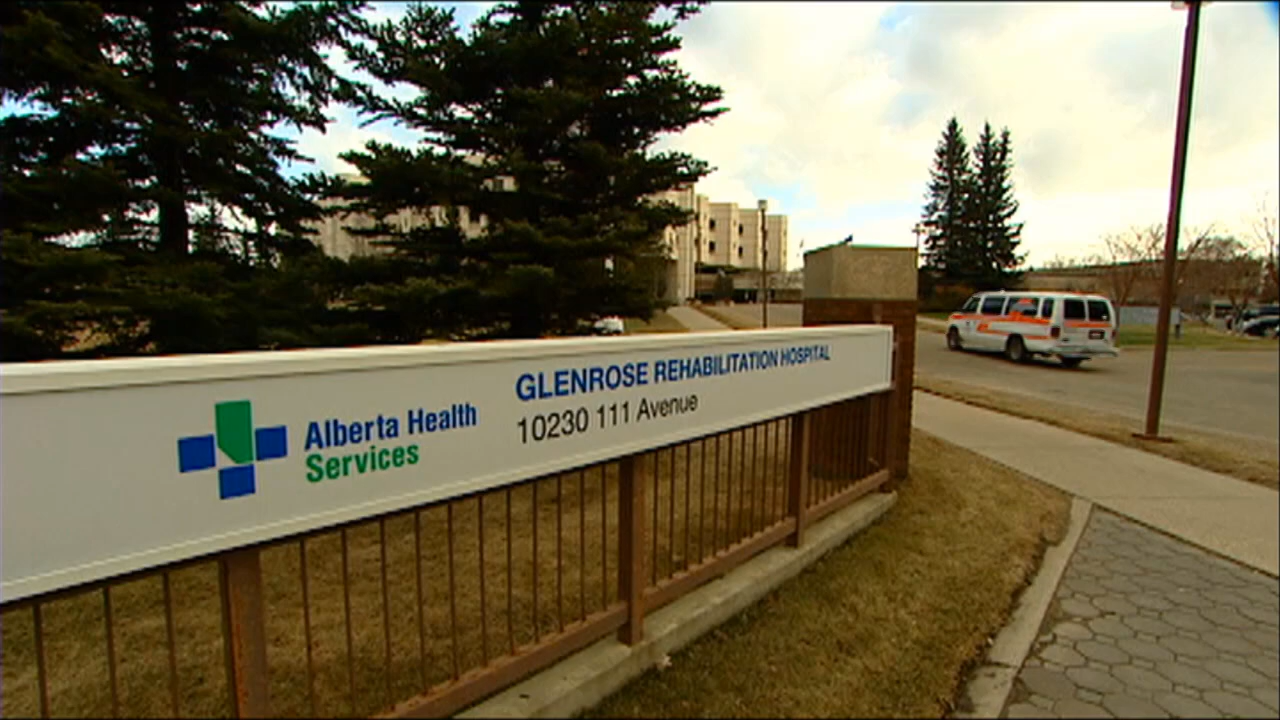 Alberta Health
Services
GLENROSE REHABILITATION HOSPITAL
10230 111 Avenue